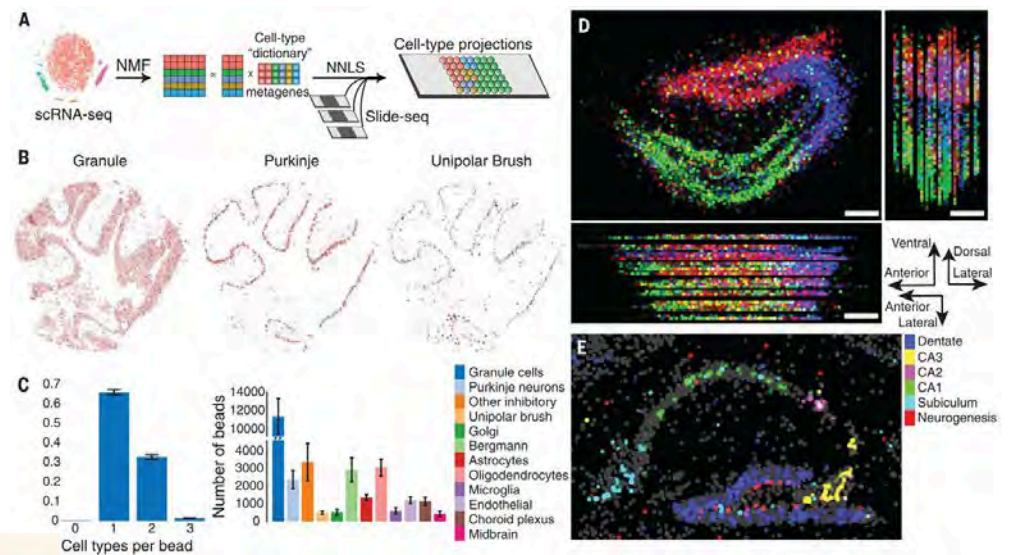 A
scRNA-seq
NMF
≈
x
Cell-type
"dictionary"
metagenes
NNLS
Slide-seq
Cell-type projections
B
Granule
Purkinje
Unipolar Brush
C
0.7
0.6
0.5
0.4
0.3
0.2
0.1
0
0 1 2 3
Cell types per bead
Number of beads
14000
12000
10000
4000
3000
2000
1000
0
Granule cells
Purkinje neurons
Other inhibitory
Unipolar brush
Golgi
Bergmann
Astrocytes
Oligodendrocytes
Microglia
Endothelial
Choroid plexus
Midbrain
D
Ventral
Anterior
Dorsal
Lateral
Anterior
Lateral
E
Dentate
CA3
CA2
CA1
Subiculum
Neurogenesis